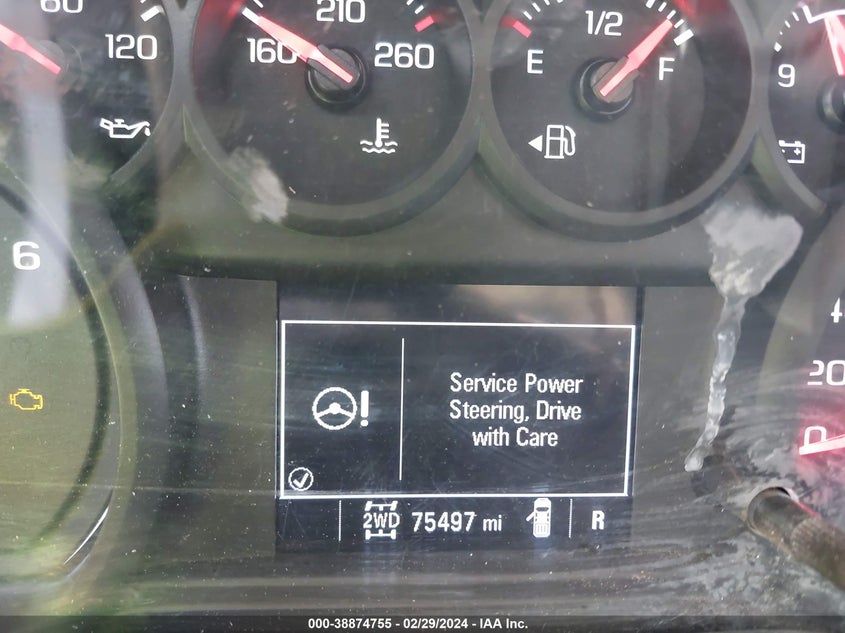 60
120
160
210
260
E
1/2
F
9
6
4
20
0
Service Power
Steering, Drive
with Care
2WD 75497 mi R
000-38874755 - 02/29/2024 - IAA Inc.